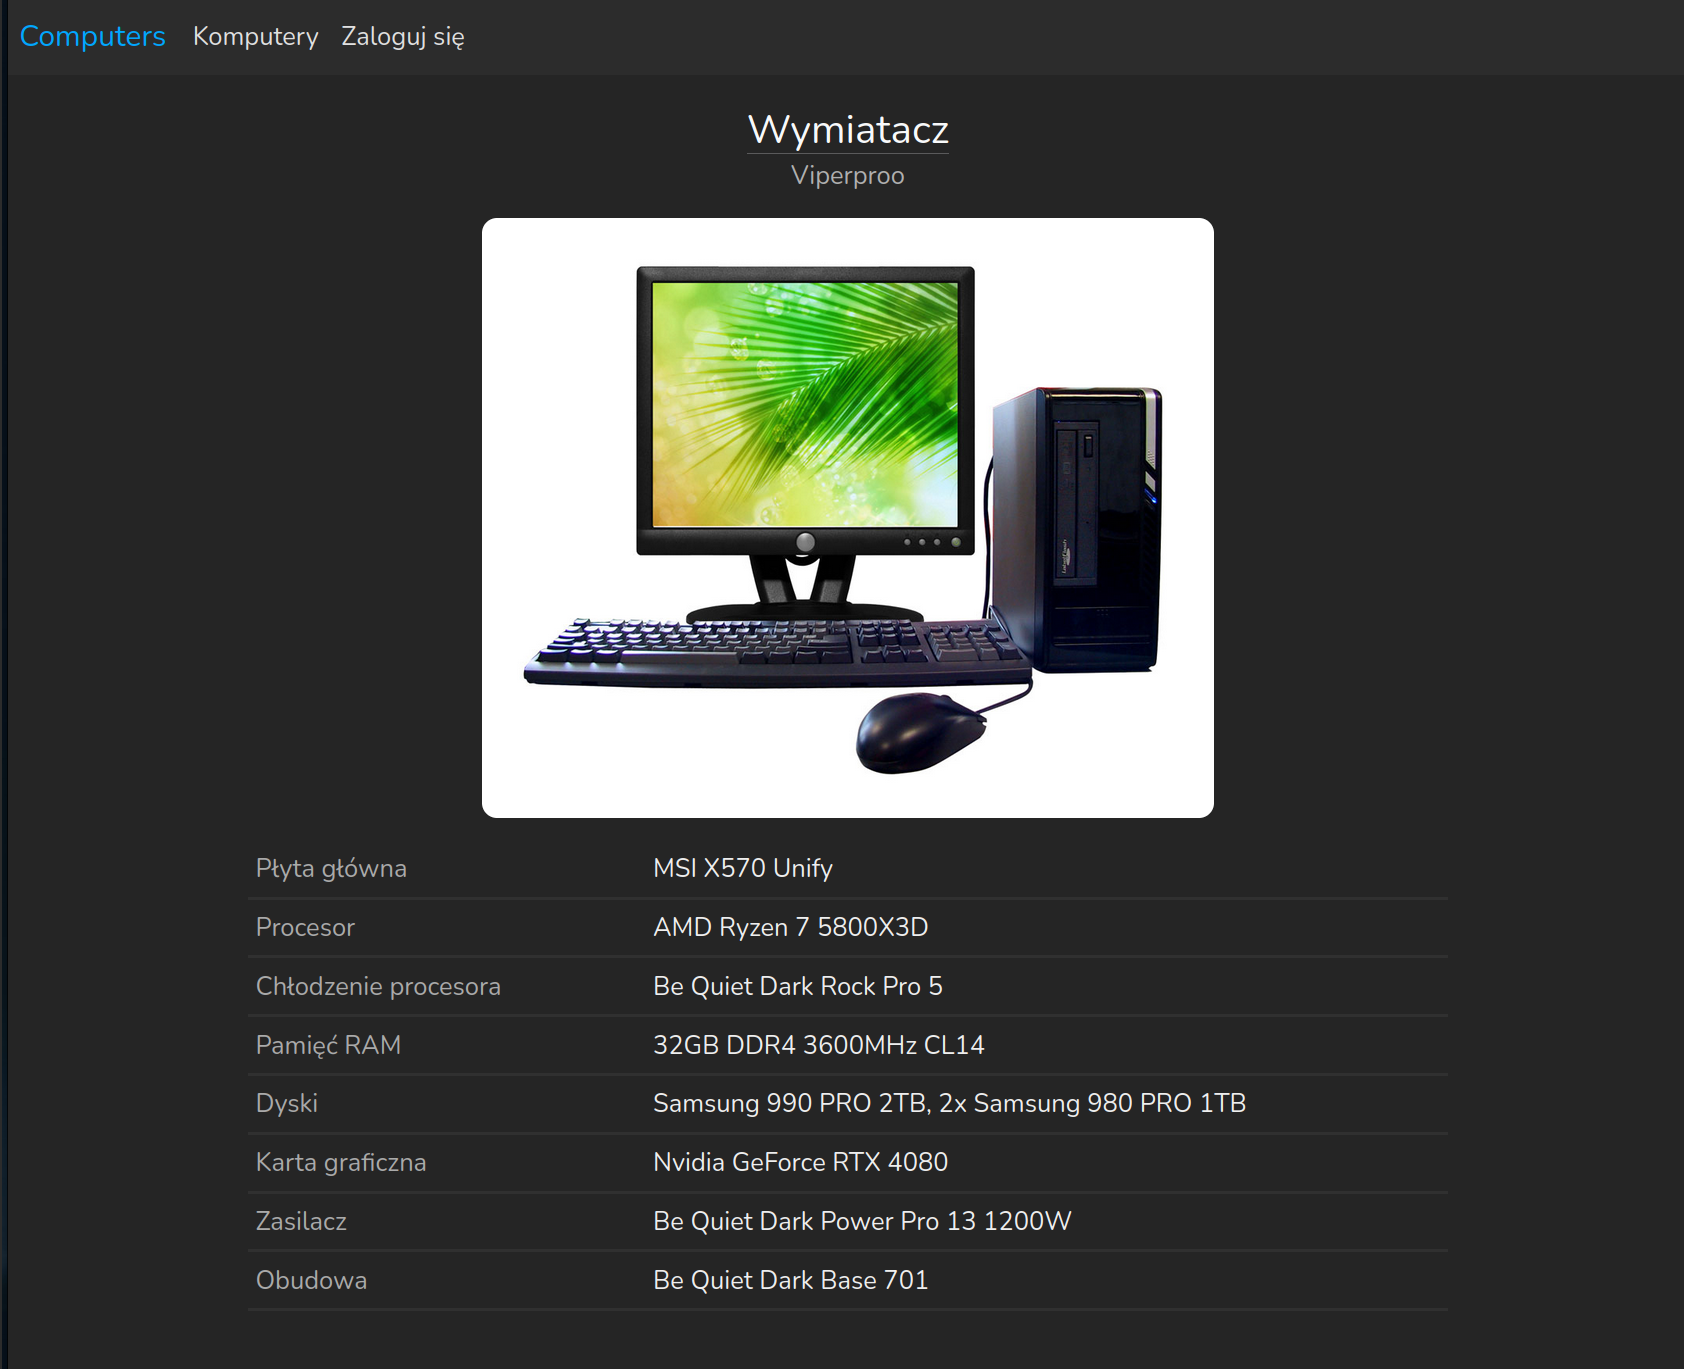 Computers Komputery Zaloguj się
Wymiatacz
Viperproo
Płyta główna MSI X570 Unify
Procesor AMD Ryzen 7 5800X3D
Chłodzenie procesora Be Quiet Dark Rock Pro 5
Pamięć RAM 32GB DDR4 3600MHz CL14
Dyski Samsung 990 PRO 2TB, 2x Samsung 980 PRO 1TB
Karta graficzna Nvidia GeForce RTX 4080
Zasilacz Be Quiet Dark Power Pro 13 1200W
Obudowa Be Quiet Dark Base 701